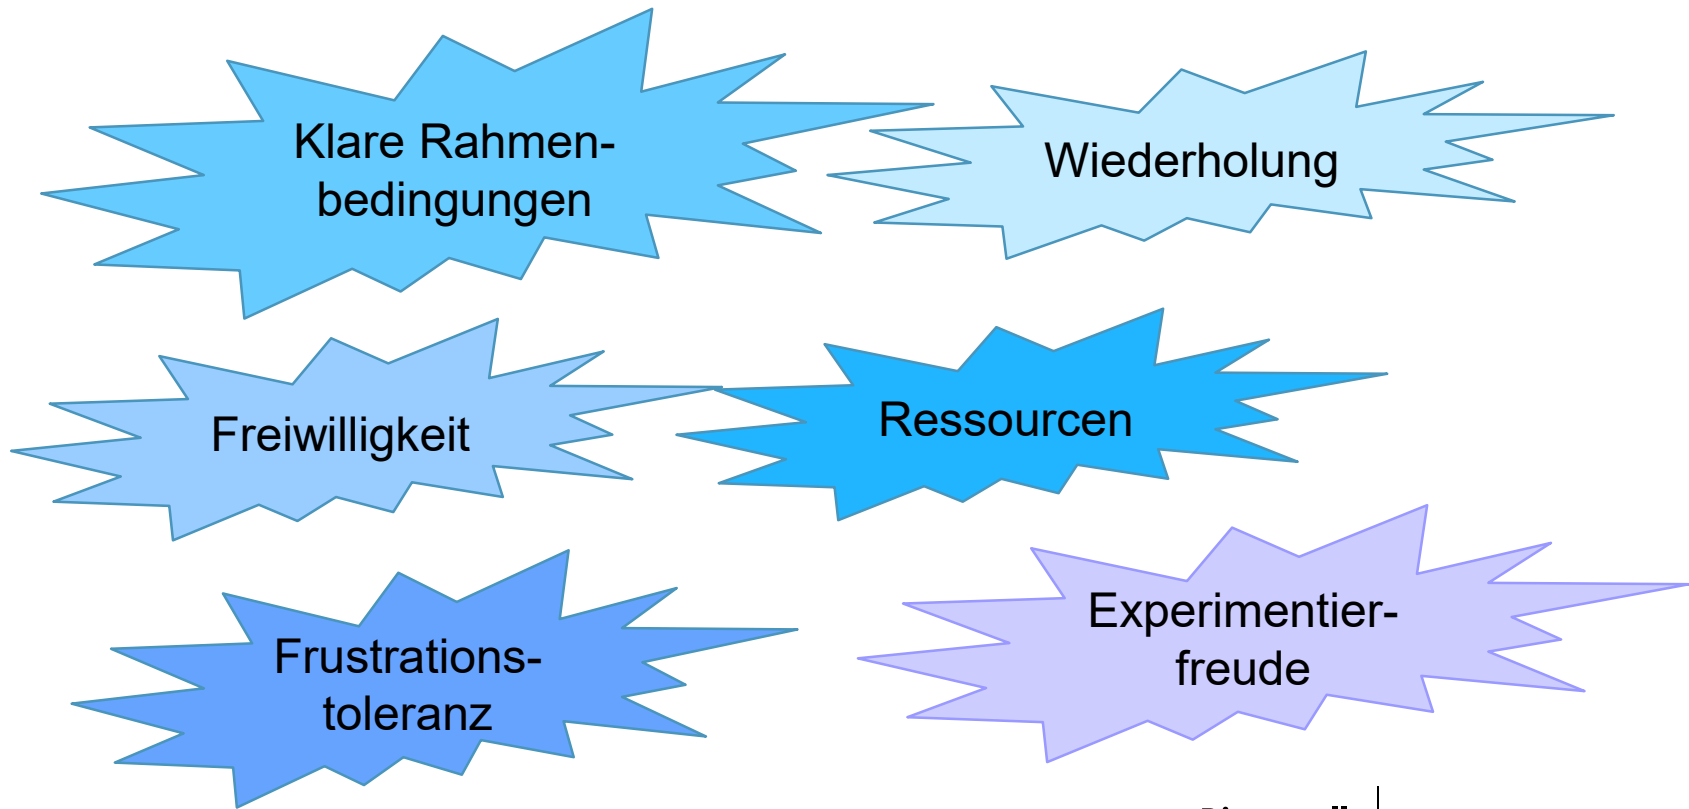 Klare Rahmen-
bedingungen
Wiederholung
Freiwilligkeit
Ressourcen
Frustrations-
toleranz
Experimentier-
freude